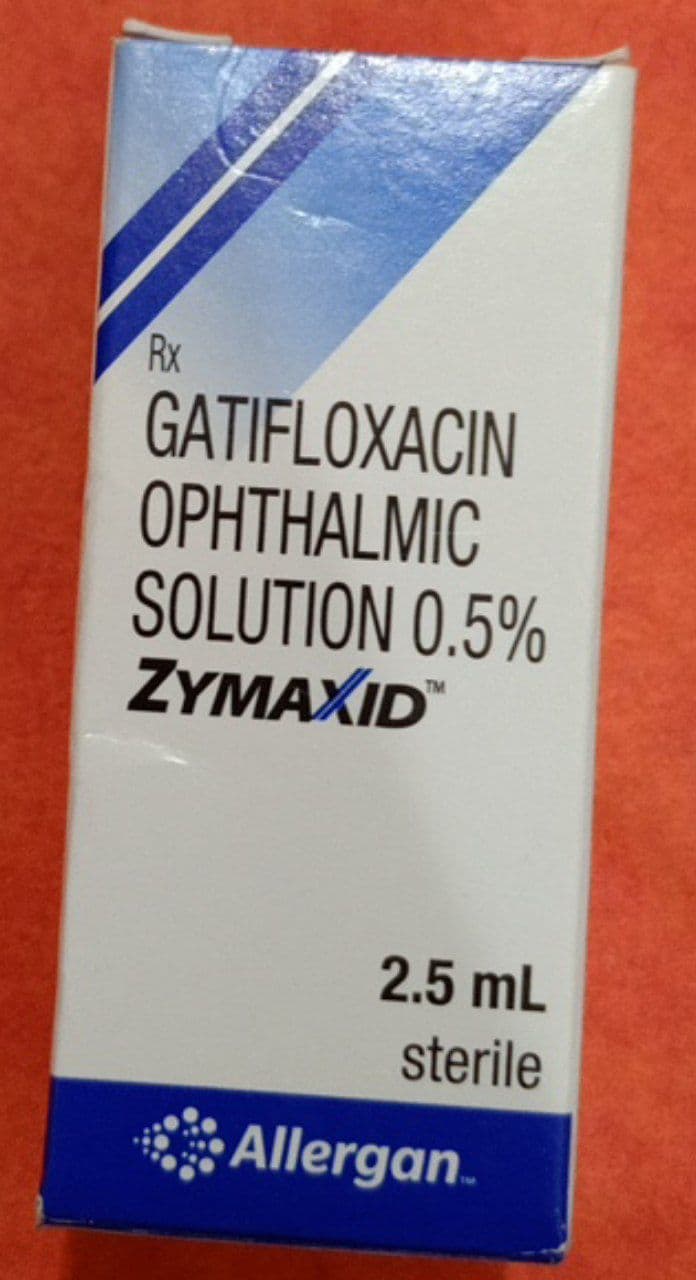 Rx
GATIFLOXACIN
OPHTHALMIC
SOLUTION 0.5%
ZYMAXID™
2.5 mL
sterile
Allergan™